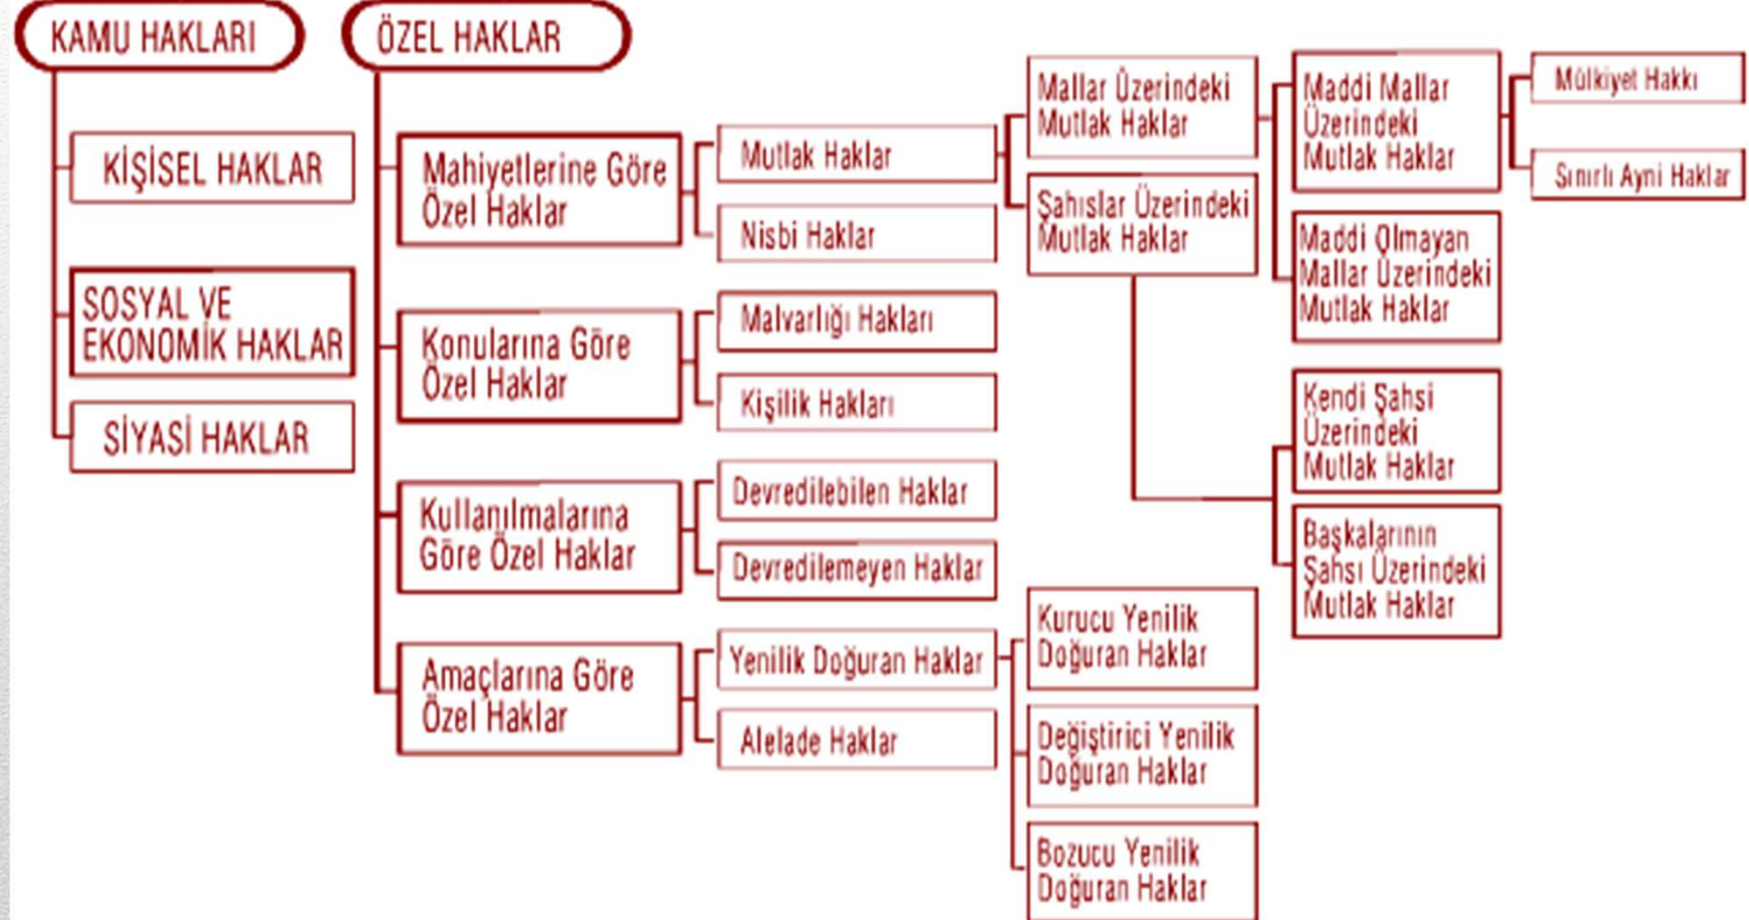 KAMU HAKLARI
KİŞİSEL HAKLAR
SOSYAL VE
EKONOMİK HAKLAR
SİYASİ HAKLAR
ÖZEL HAKLAR
Mahiyetlerine Göre
Özel Haklar
Mutlak Haklar
Mallar Üzerindeki
Mutlak Haklar
Maddi Mallar
Üzerindeki
Mutlak Haklar
Mülkiyet Hakkı
Sınırlı Ayni Haklar
Maddi Olmayan
Mallar Üzerindeki
Mutlak Haklar
Şahıslar Üzerindeki
Mutlak Haklar
Kendi Şahsi
Üzerindeki
Mutlak Haklar
Başkalarının
Şahsı Üzerindeki
Mutlak Haklar
Nisbi Haklar
Konularına Göre
Özel Haklar
Malvarlığı Hakları
Kişilik Hakları
Kullanılmalarına
Göre Özel Haklar
Devredilebilen Haklar
Devredilemeyen Haklar
Amaçlarına Göre
Özel Haklar
Yenilik Doğuran Haklar
Kurucu Yenilik
Doğuran Haklar
Değiştirici Yenilik
Doğuran Haklar
Bozucu Yenilik
Doğuran Haklar
Alelade Haklar